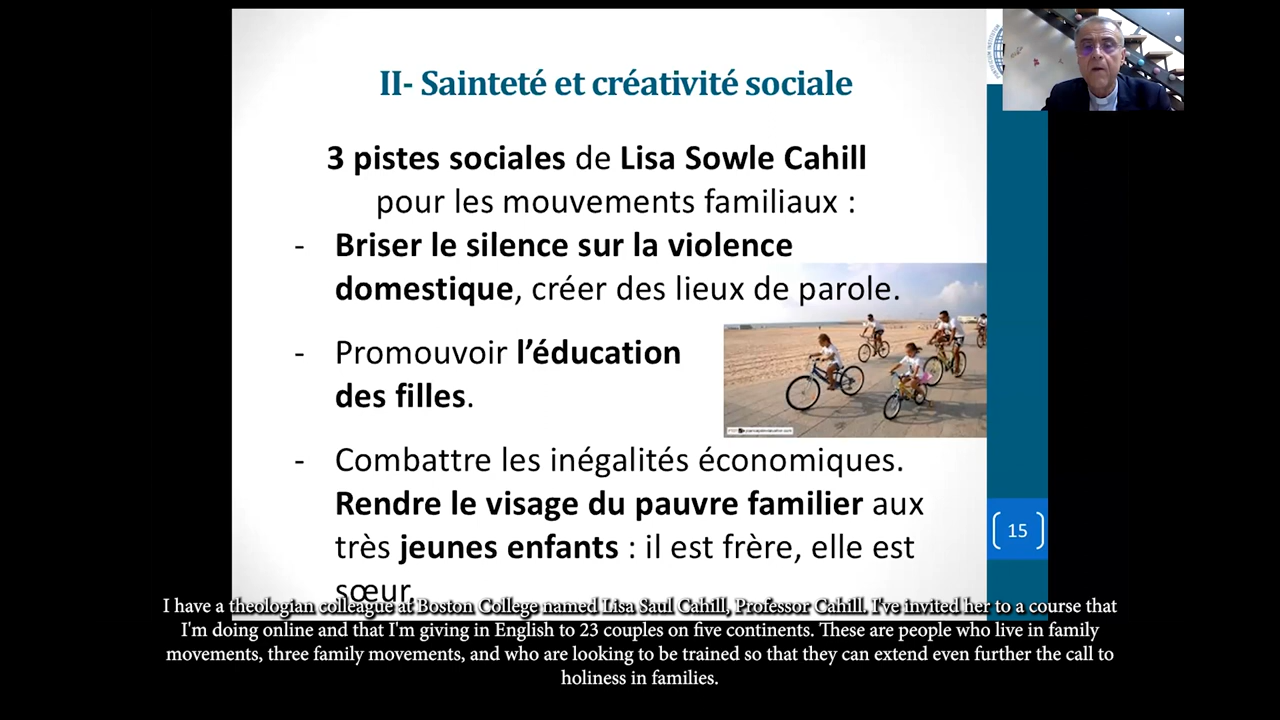 II- Sainteté et créativité sociale
3 pistes sociales de Lisa Sowle Cahill
pour les mouvements familiaux :
- Briser le silence sur la violence
domestique, créer des lieux de parole.
- Promouvoir l’éducation
des filles.
- Combattre les inégalités économiques.
Rendre le visage du pauvre familier aux
très jeunes enfants : il est frère, elle est
sœur.
15
I have a theologian colleague at Boston College named Lisa Saul Cahill, Professor Cahill. I've invited her to a course that
I'm doing online and that I'm giving in English to 23 couples on five continents. These are people who live in family
movements, three family movements, and who are looking to be trained so that they can extend even further the call to
holiness in families.